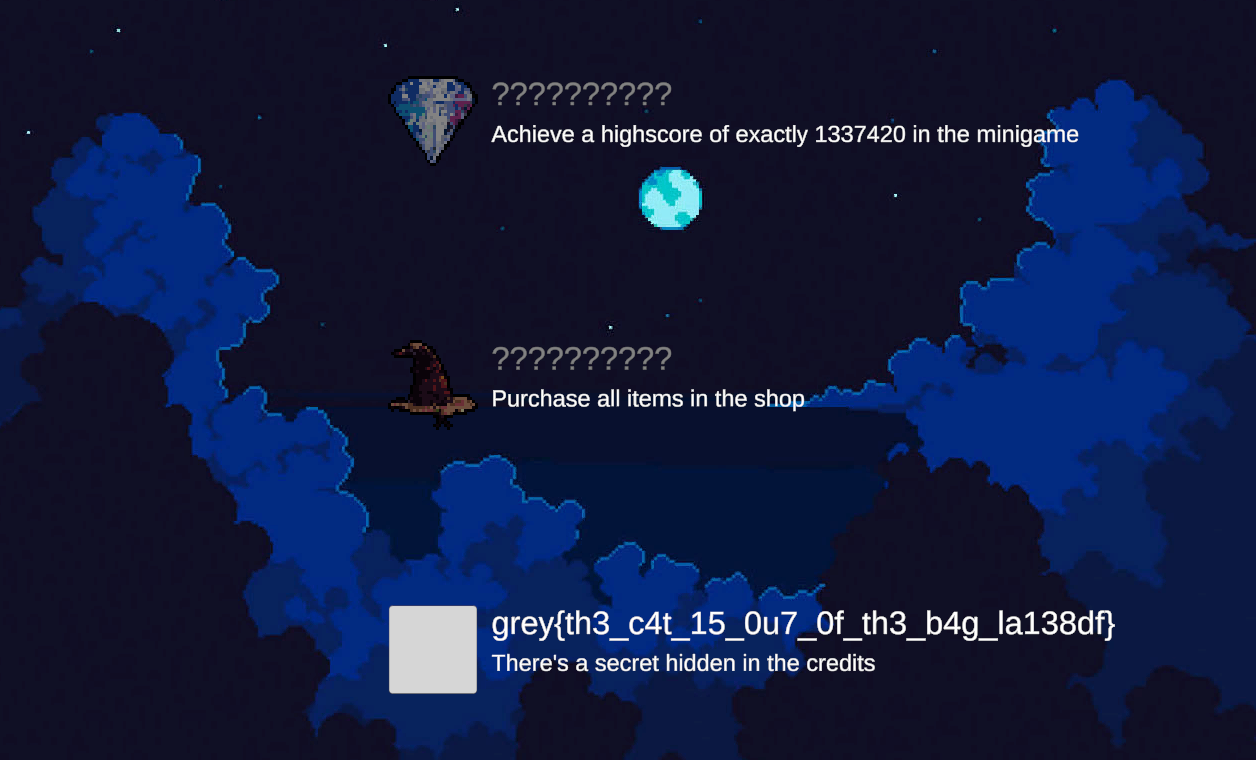 ??????????
Achieve a highscore of exactly 1337420 in the minigame
??????????
Purchase all items in the shop
grey{th3_c4t_15_0u7_0f_th3_b4g_la138df}
There's a secret hidden in the credits